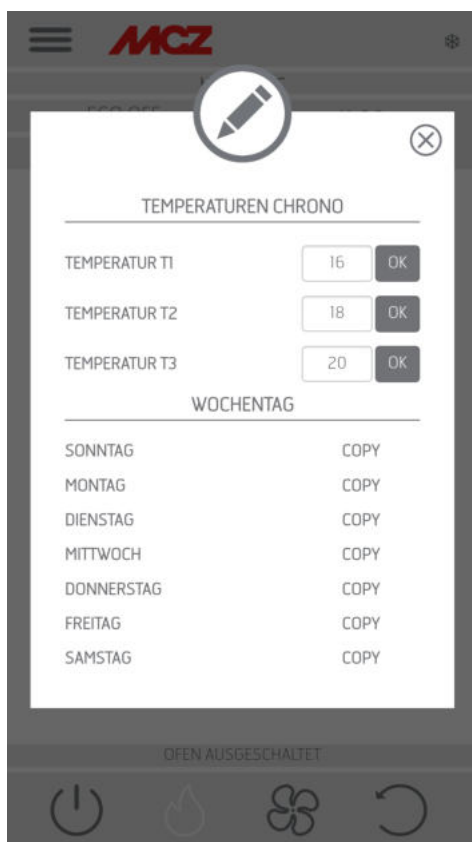 MCZ
TEMPERATUREN CHRONO
TEMPERATUR T1 16 OK
TEMPERATUR T2 18 OK
TEMPERATUR T3 20 OK
WOCHENTAG
SONNTAG COPY
MONTAG COPY
DIENSTAG COPY
MITTWOCH COPY
DONNERSTAG COPY
FREITAG COPY
SAMSTAG COPY
OFEN AUSGESCHALTET